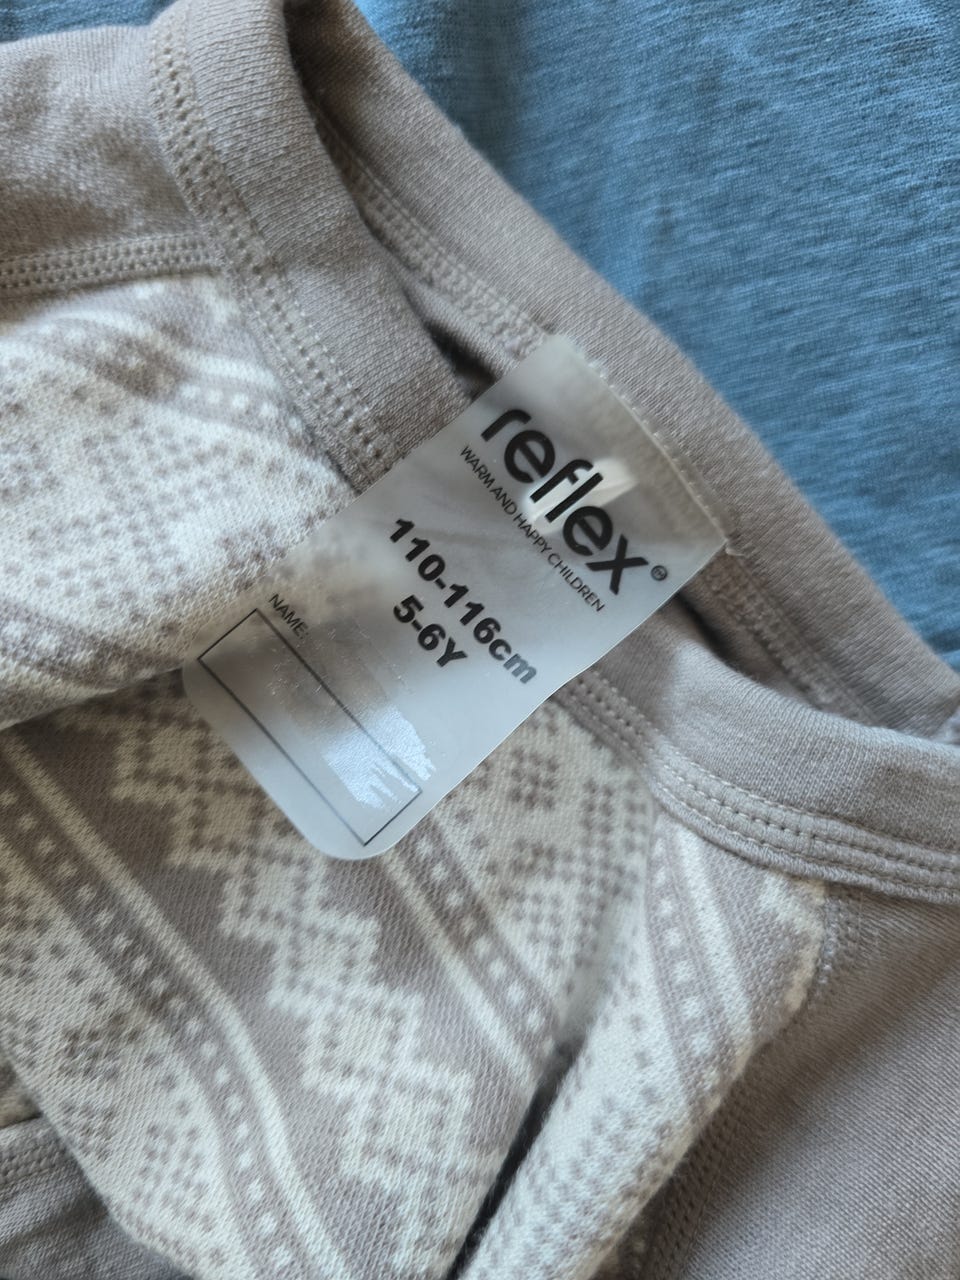 reflex®
WARM AND HAPPY CHILDREN
110-116cm
5-6Y
NAME: